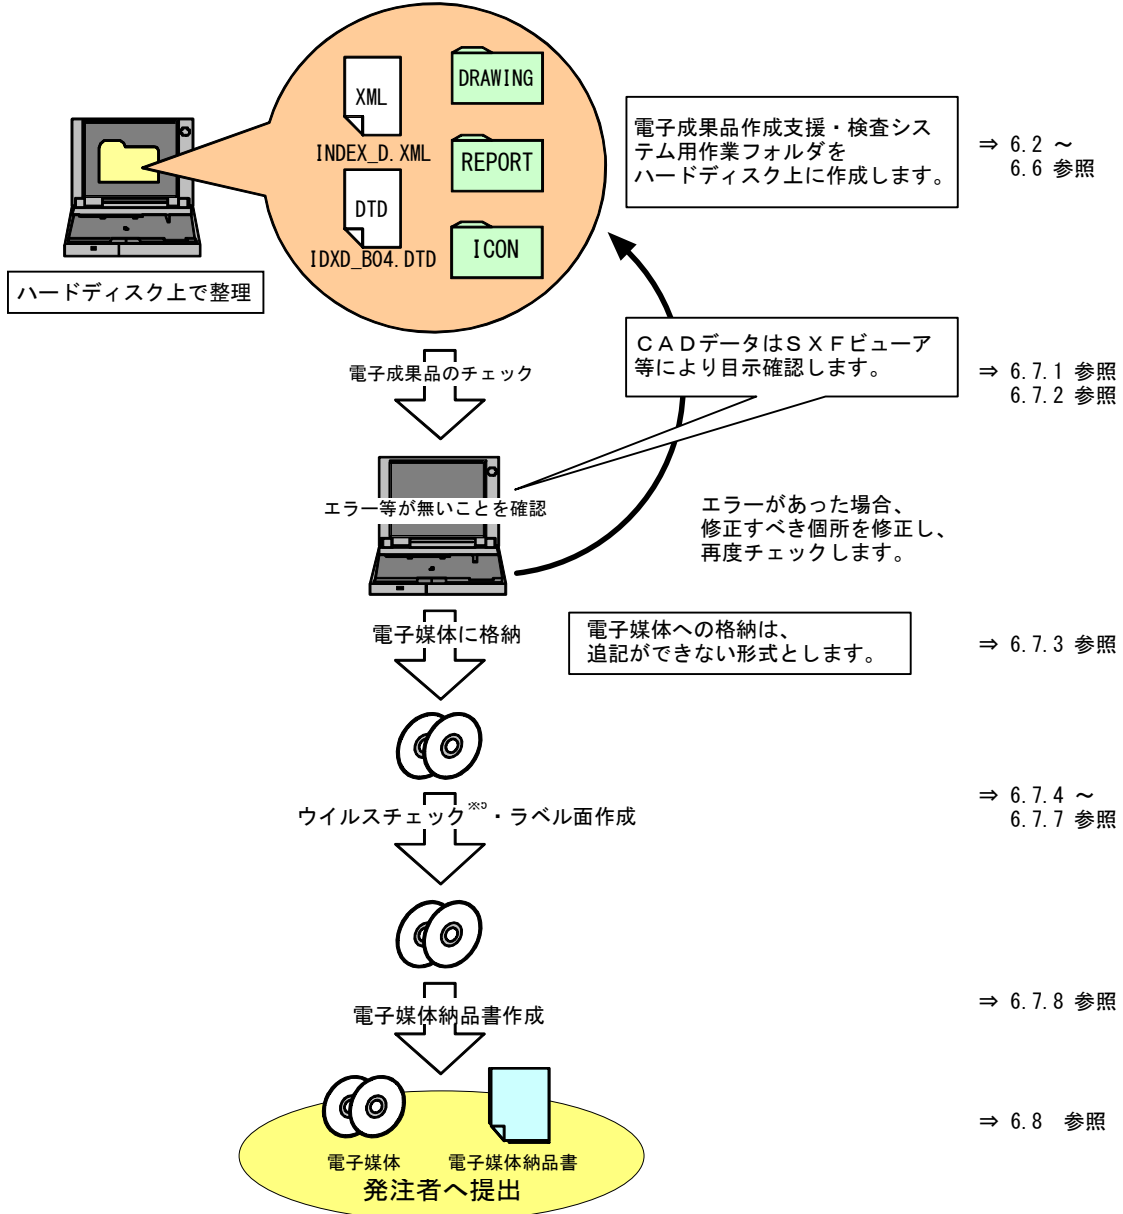 XML
INDEX_D.XML
DTD
IDXD_B04.DTD
DRAWING
REPORT
ICON
ハードディスク上で整理
電子成果品作成支援・検査シス
テム用作業フォルダを
ハードディスク上に作成します。
⇒ 6.2 ～
6.6 参照
電子成果品のチェック
CADデータはSXFビューア
等により目示確認します。
⇒ 6.7.1 参照
6.7.2 参照
エラー等が無いことを確認
エラーがあった場合、
修正すべき個所を修正し、
再度チェックします。
電子媒体に格納
電子媒体への格納は、
追記ができない形式とします。
⇒ 6.7.3 参照
ウイルスチェック ・ラベル面作成
⇒ 6.7.4 ～
6.7.7 参照
電子媒体納品書作成
⇒ 6.7.8 参照
電子媒体
電子媒体納品書
発注者へ提出
⇒ 6.8 参照